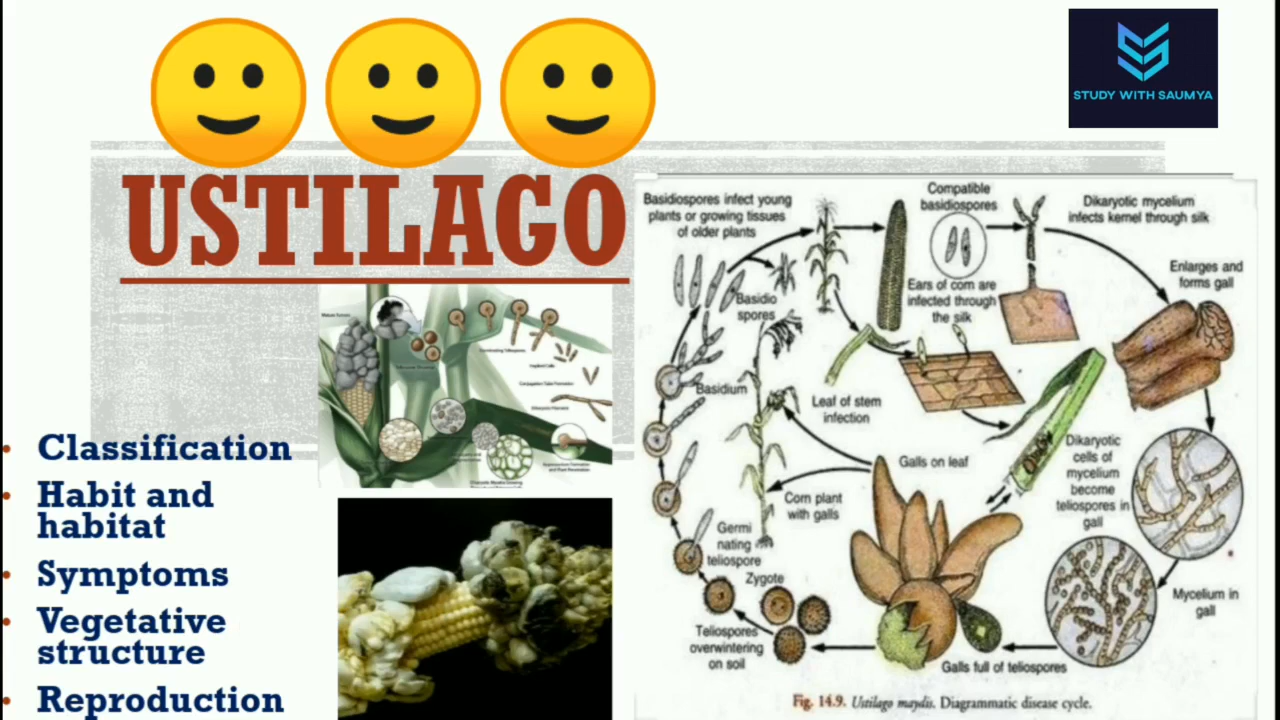 STUDY WITH SAUMYA
USTILAGO
Classification
Habit and
habitat
Symptoms
Vegetative
structure
Reproduction
Basidiospores infect young
plants or growing tissues
of older plants
Compatible
basidiospores
Dikaryotic mycelium
infects kernel through silk
Enlarges and
forms gall
Ears of corn are
infected through
the silk
Basidio
spores
Basidium
Leaf of stem
infection
Galls on leaf
Corn plant
with galls
Dikaryotic
cells of
mycelium
become
teliospores in
gall
Germi
nating
teliospore
Zygote
Mycelium in
gall
Teliospores
overwintering
on soil
Galls full of teliospores
Fig. 14.9. Ustilago maydis. Diagrammatic disease cycle.